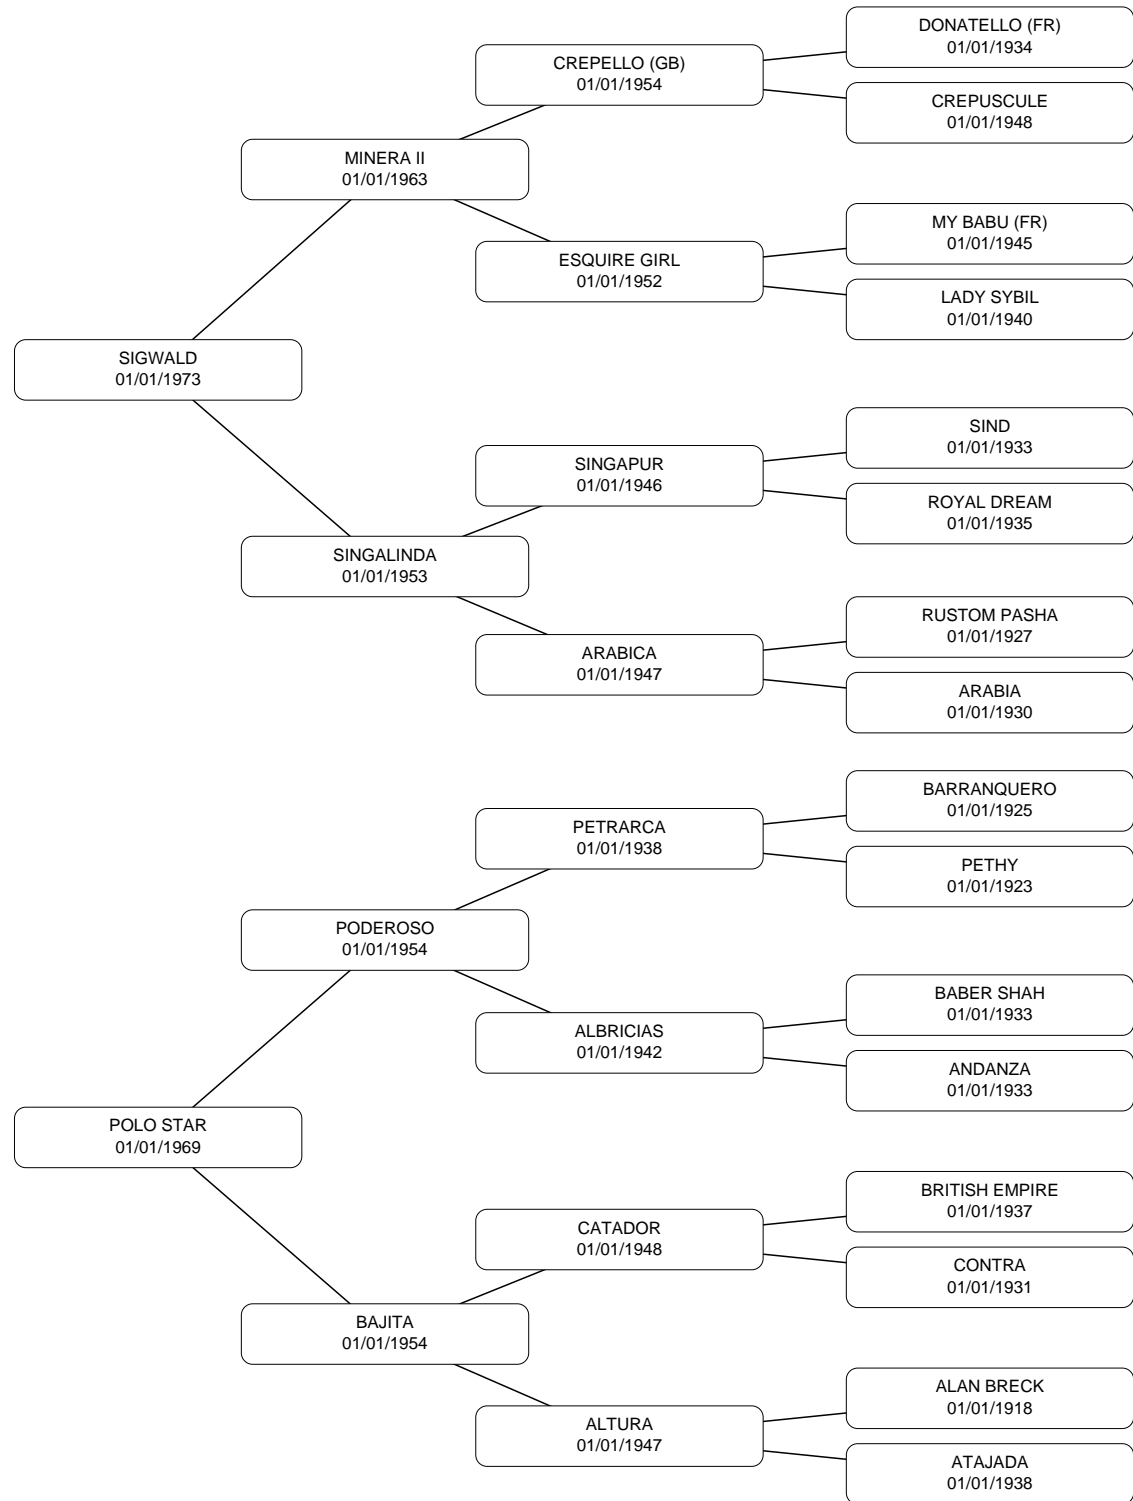 DONATELLO (FR)
01/01/1934
CREPELLO (GB)
01/01/1954
CREPUSCULE
01/01/1948
MINERA II
01/01/1963
MY BABU (FR)
01/01/1945
ESQUIRE GIRL
01/01/1952
LADY SYBIL
01/01/1940
SIGWALD
01/01/1973
SIND
01/01/1933
SINGAPUR
01/01/1946
ROYAL DREAM
01/01/1935
SINGALINDA
01/01/1953
RUSTOM PASHA
01/01/1927
ARABICA
01/01/1947
ARABIA
01/01/1930
BARRANQUERO
01/01/1925
PETRARCA
01/01/1938
PETHY
01/01/1923
PODEROSO
01/01/1954
BABER SHAH
01/01/1933
ALBRICIAS
01/01/1942
ANDANZA
01/01/1933
POLO STAR
01/01/1969
BRITISH EMPIRE
01/01/1937
CATADOR
01/01/1948
CONTRA
01/01/1931
BAJITA
01/01/1954
ALAN BRECK
01/01/1918
ALTURA
01/01/1947
ATAJADA
01/01/1938